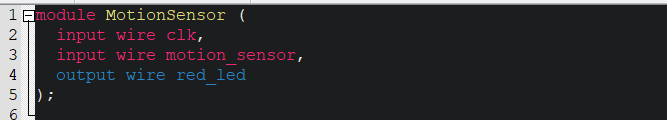 1 module MotionSensor (
2 input wire clk,
3 input wire motion_sensor,
4 output wire red_led
5 );
6